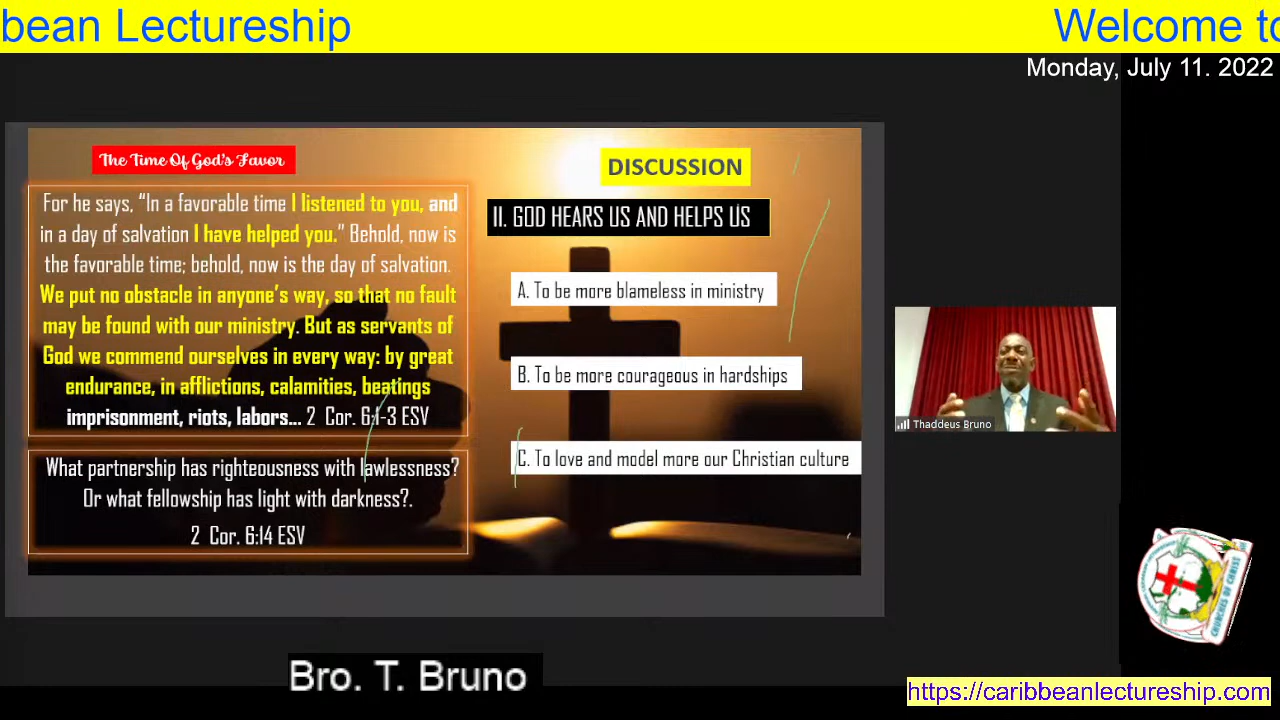 bean Lectureship
Welcome to
Monday, July 11. 2022
The Time Of God's Favor
For he says, “In a favorable time I listened to you, and
in a day of salvation I have helped you.” Behold, now is
the favorable time; behold, now is the day of salvation.
We put no obstacle in anyone’s way, so that no fault
may be found with our ministry. But as servants of
God we commend ourselves in every way: by great
endurance, in afflictions, calamities, beatings
imprisonment, riots, labors... 2 Cor. 6:1-3 ESV
What partnership has righteousness with lawlessness?
Or what fellowship has light with darkness?.
2 Cor. 6:14 ESV
DISCUSSION
II. GOD HEARS US AND HELPS US
A. To be more blameless in ministry
B. To be more courageous in hardships
C. To love and model more our Christian culture
Thaddeus Bruno
CHURCHES OF CHRIST
Bro. T. Bruno
https://caribbeanlectureship.com